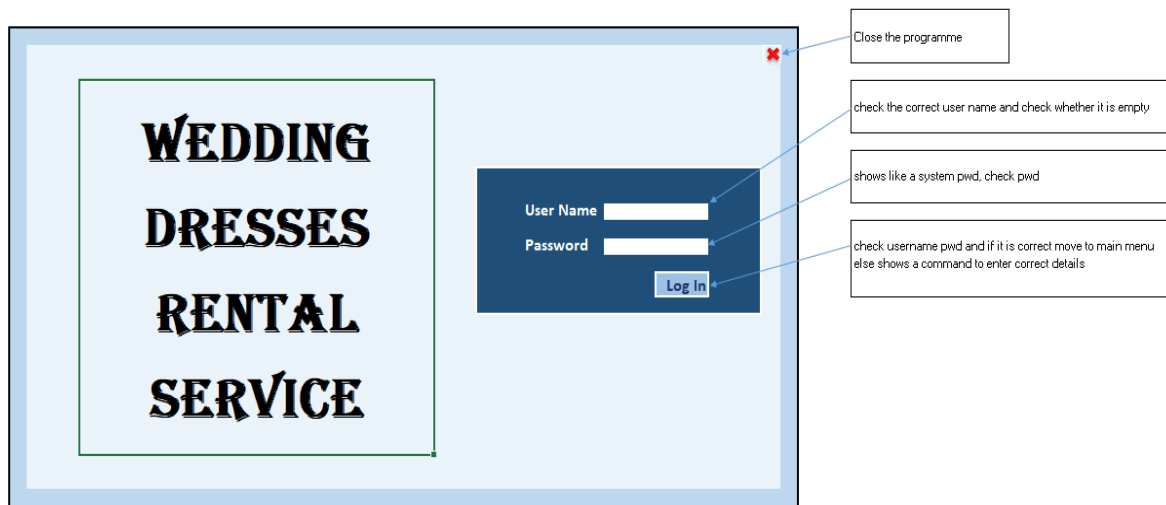 WEDDING
DRESSES
RENTAL
SERVICE
User Name
Password
Log In
Close the programme
check the correct user name and check whether it is empty
shows like a system pwd, check pwd
check username pwd and if it is correct move to main menu
else shows a command to enter correct details